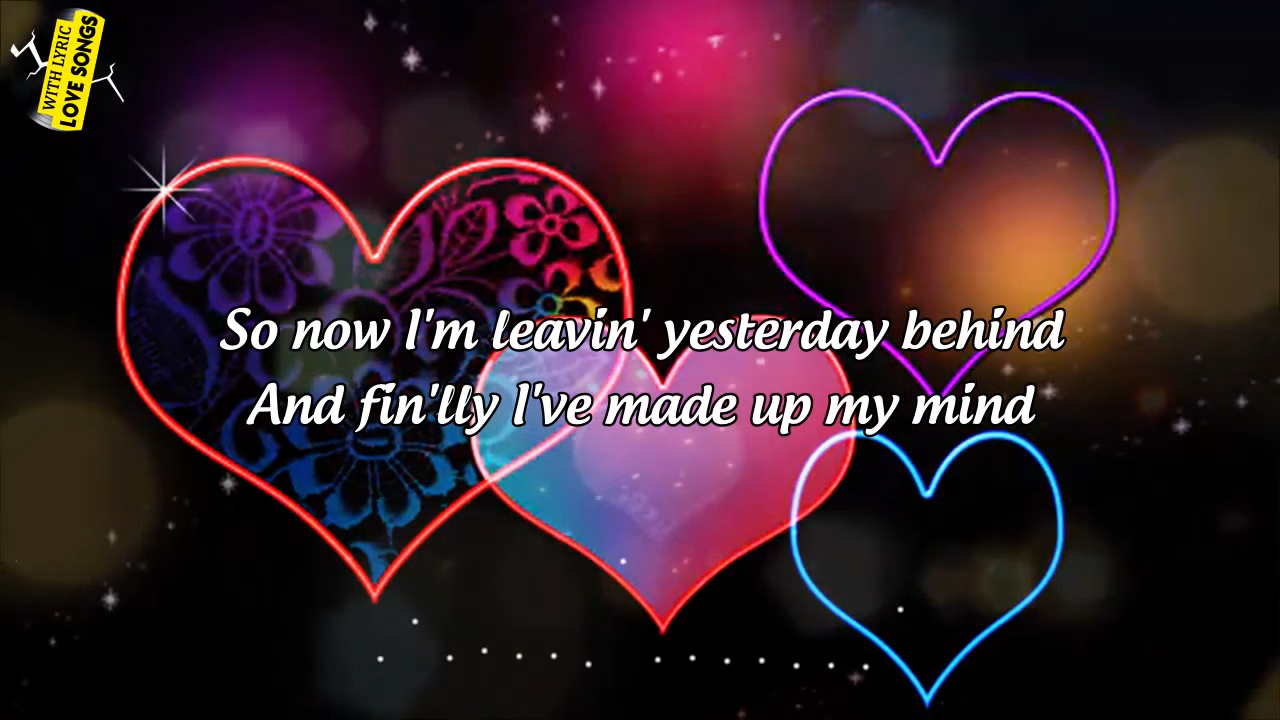 WITH LYRIC
LOVE SONGS
So now I'm leavin' yesterday behind
And fin'lly I've made up my mind